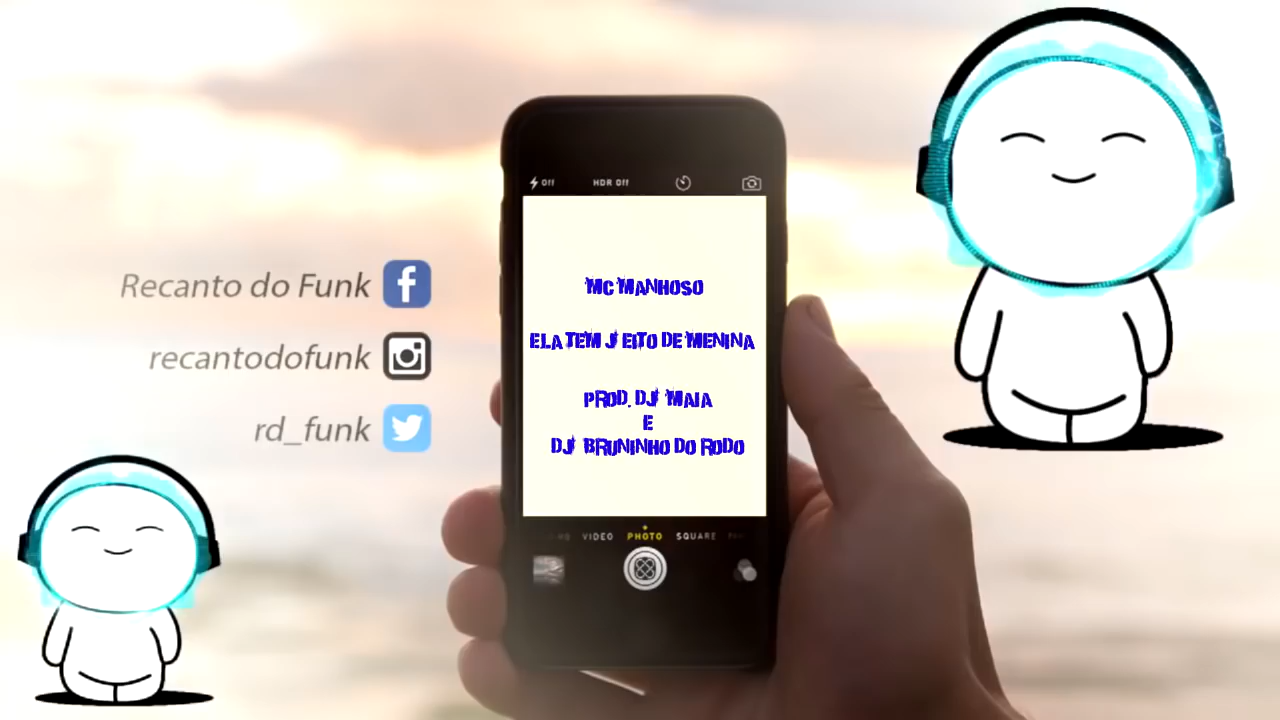 Recanto do Funk
recantodofunk
rd_funk
Off
HDR Off
MC MANHOSO
ELA TEM JEITO DE MENINA
PROD. DJ MAIA
E
DJ BRUNINHO DO RODO
VIDEO PHOTO SQUARE